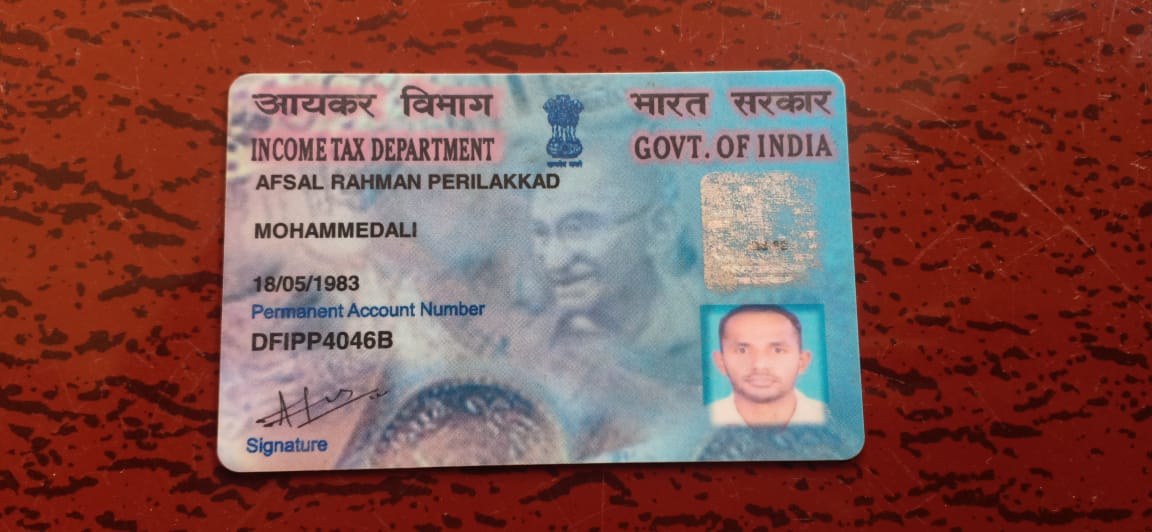 आयकर विभाग
भारत सरकार
INCOME TAX DEPARTMENT
GOVT. OF INDIA
AFSAL RAHMAN PERILAKKAD
MOHAMMEDALI
18/05/1983
Permanent Account Number
DFIPP4046B
Signature